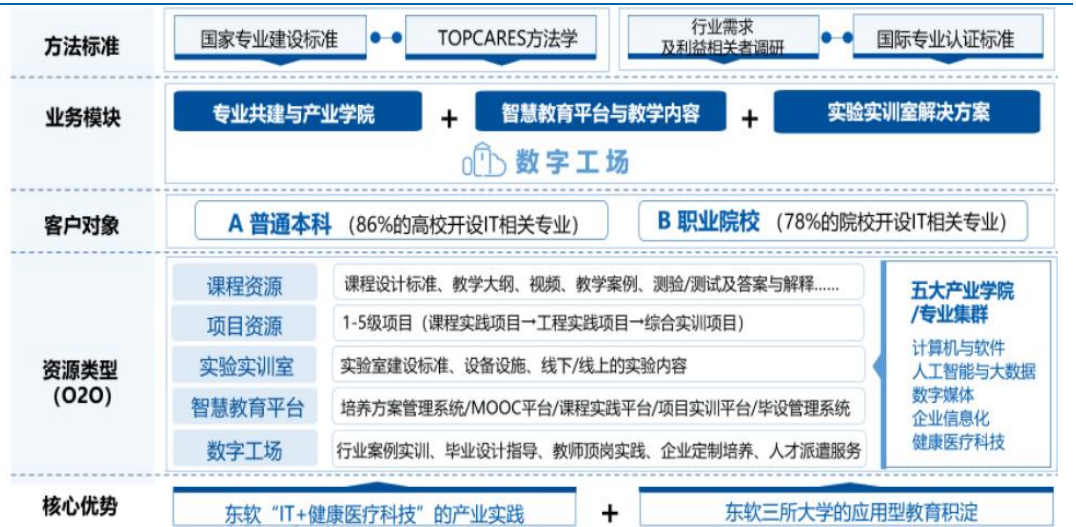 方法标准
国家专业建设标准
TOPCARES方法学
行业需求
及利益相关者调研
国际专业认证标准
业务模块
专业共建与产业学院
+
智慧教育平台与教学内容
+
实验实训室解决方案
数字工场
客户对象
A 普通本科 (86%的高校开设IT相关专业)
B 职业院校 (78%的院校开设IT相关专业)
资源类型
(O2O)
课程资源
课程设计标准、教学大纲、视频、教学案例、测验/测试及答案与解释......
项目资源
1-5级项目 (课程实践项目→工程实践项目→综合实训项目)
实验实训室
实验室建设标准、设备设施、线下/线上的实验内容
智慧教育平台
培养方案管理系统/MOOC平台/课程实践平台/项目实训平台/毕设管理系统
数字工场
行业案例实训、毕业设计指导、教师顶岗实践、企业定制培养、人才派遣服务
五大产业学院
/专业集群
计算机与软件
人工智能与大数据
数字媒体
企业信息化
健康医疗科技
核心优势
东软“IT+健康医疗科技”的产业实践
+
东软三所大学的应用型教育积淀